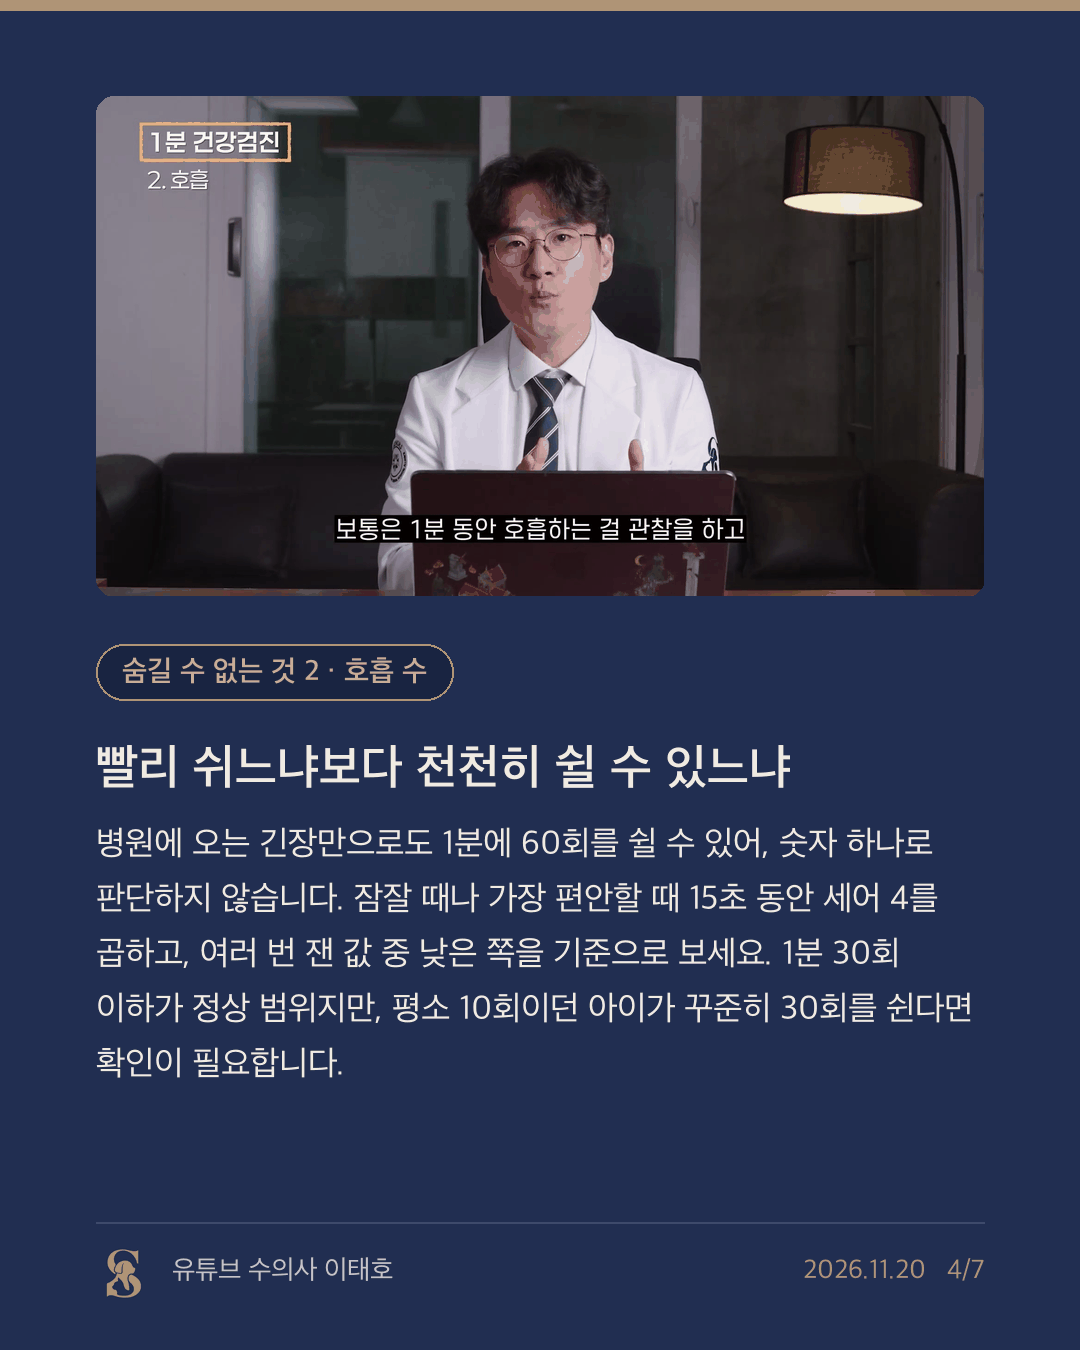 1분 건강검진
2. 호흡
보통은 1분 동안 호흡하는 걸 관찰을 하고
숨길 수 없는 것 2 · 호흡 수
빨리 쉬느냐보다 천천히 쉴 수 있느냐
병원에 오는 긴장만으로도 1분에 60회를 쉴 수 있어, 숫자 하나로
판단하지 않습니다. 잠잘 때나 가장 편안할 때 15초 동안 세어 4를
곱하고, 여러 번 잰 값 중 낮은 쪽을 기준으로 보세요. 1분 30회
이하가 정상 범위지만, 평소 10회이던 아이가 꾸준히 30회를 쉰다면
확인이 필요합니다.
유튜브 수의사 이태호
2026.11.20 4/7